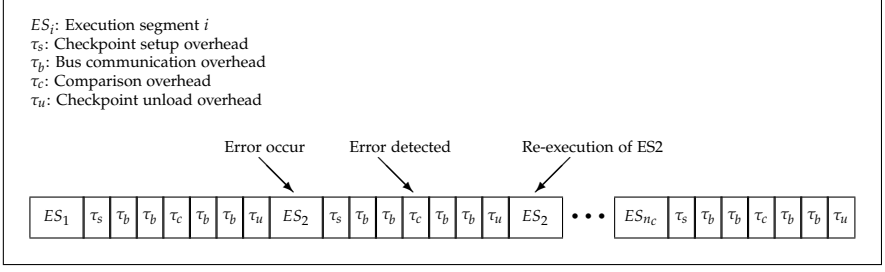 ES_i: Execution segment i
τ_s: Checkpoint setup overhead
τ_b: Bus communication overhead
τ_c: Comparison overhead
τ_u: Checkpoint unload overhead
Error occur Error detected Re-execution of ES2
ES_1 τ_s τ_b τ_b τ_c τ_b τ_b τ_u ES_2 τ_s τ_b τ_b τ_c τ_b τ_b τ_u ES_2 • • • ES_{n_c} τ_s τ_b τ_b τ_c τ_b τ_b τ_u